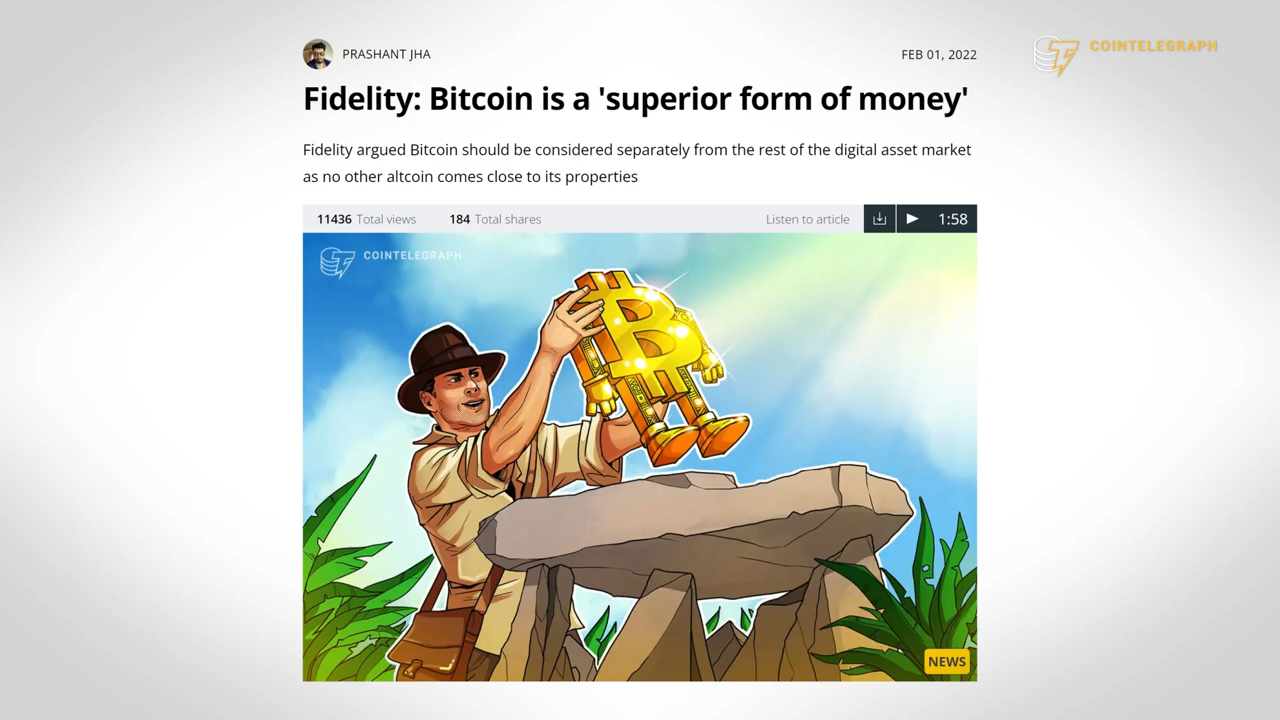 PRASHANT JHA
FEB 01, 2022
COINTELEGRAPH
Fidelity: Bitcoin is a 'superior form of money'
Fidelity argued Bitcoin should be considered separately from the rest of the digital asset market
as no other altcoin comes close to its properties
11436 Total views
184 Total shares
Listen to article
1:58
COINTELEGRAPH
NEWS